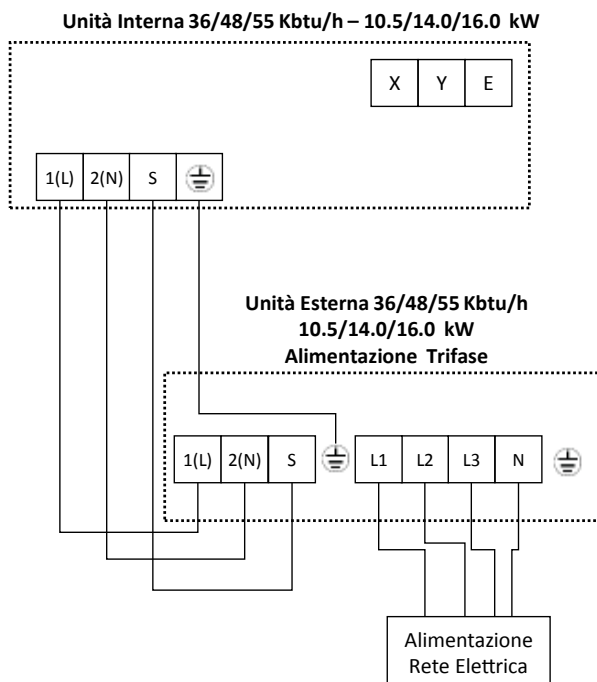 Unità Interna 36/48/55 Kbtu/h – 10.5/14.0/16.0 kW
X Y E
1(L) 2(N) S
Unità Esterna 36/48/55 Kbtu/h
10.5/14.0/16.0 kW
Alimentazione Trifase
1(L) 2(N) S L1 L2 L3 N
Alimentazione
Rete Elettrica